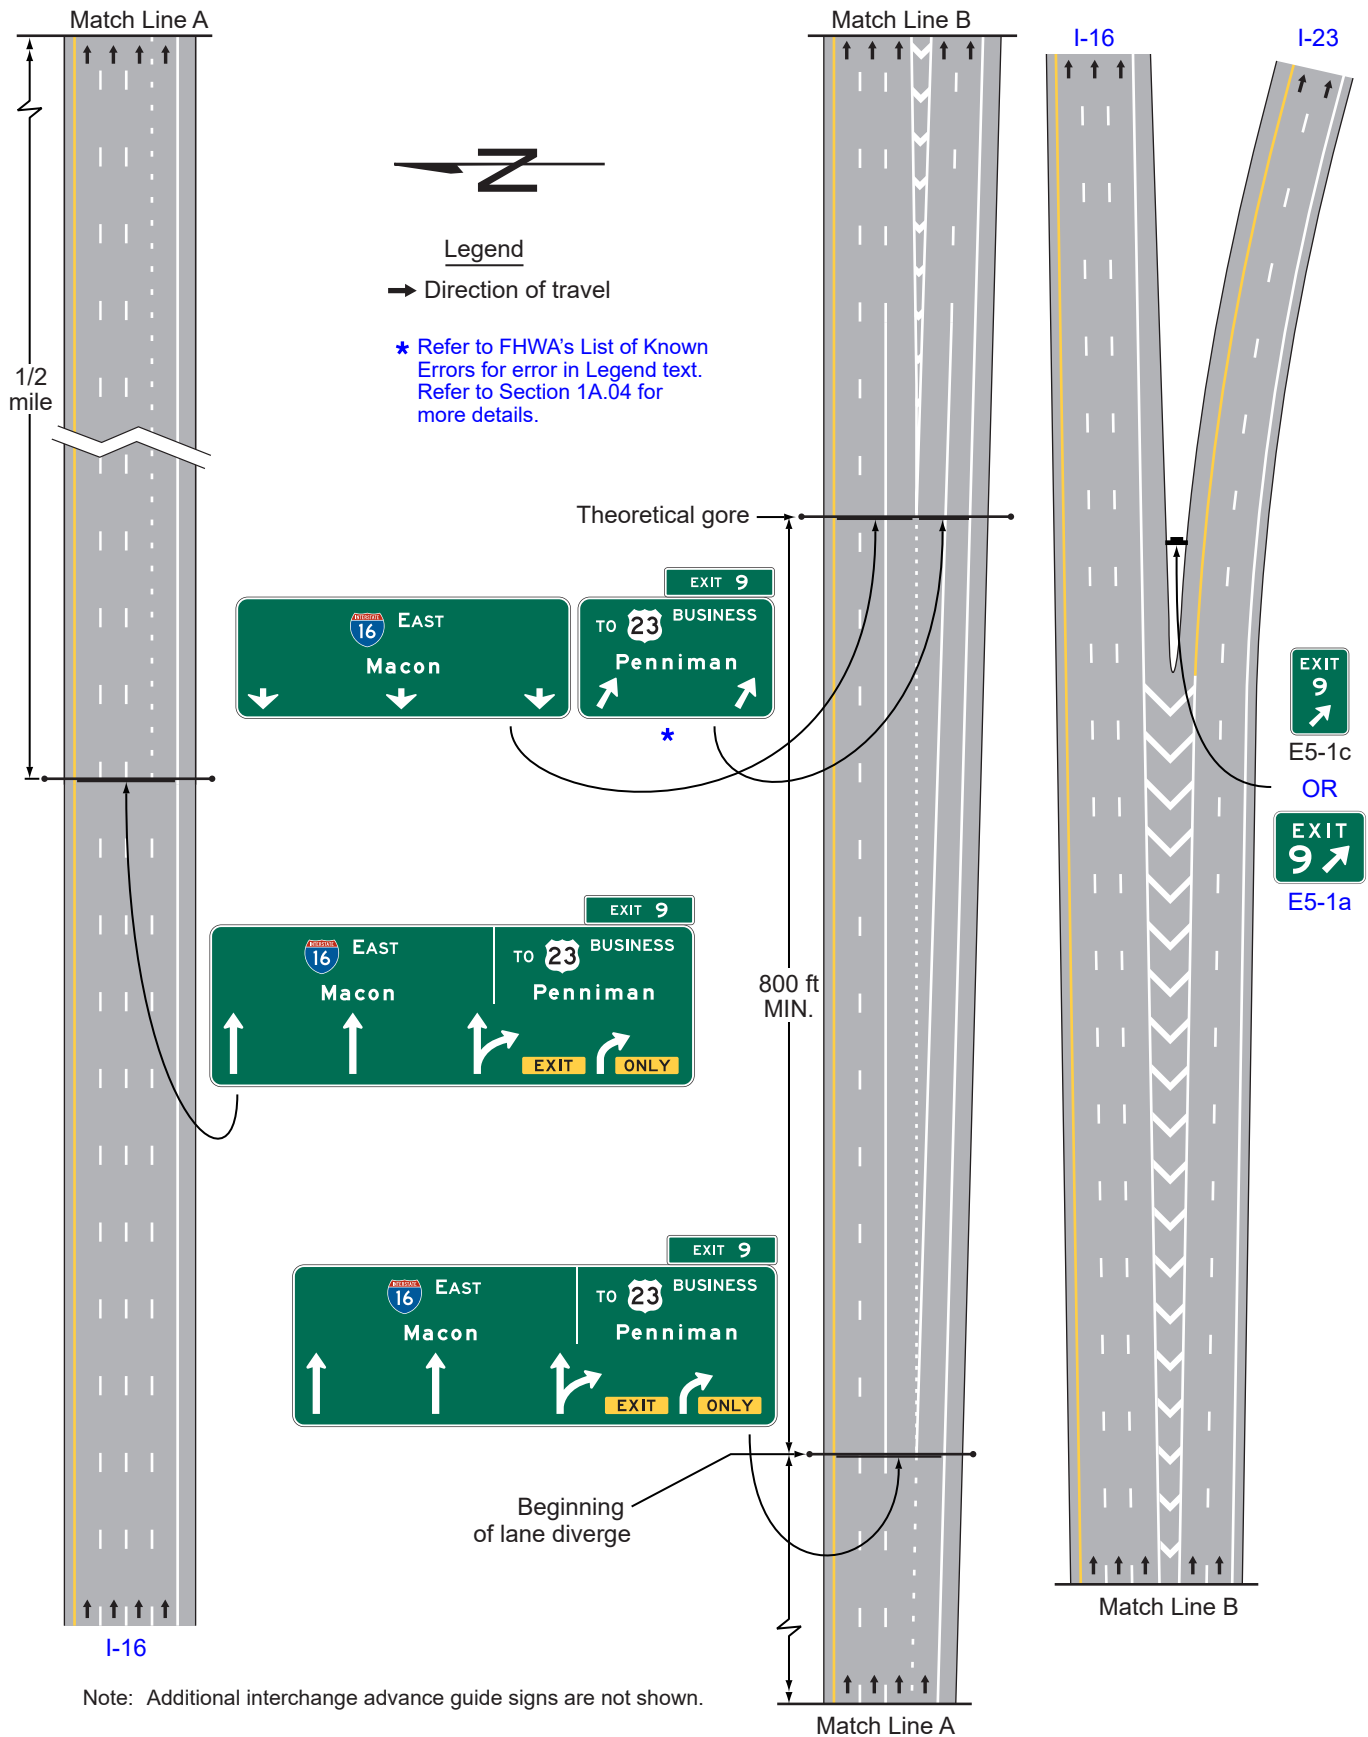 Match Line A
Match Line B
I-16
I-23
N
Legend
Direction of travel
* Refer to FHWA's List of Known
Errors for error in Legend text.
Refer to Section 1A.04 for
more details.
1/2
mile
Theoretical gore
EXIT 9
INTERSTATE
16 EAST
Macon
TO 23 BUSINESS
Penniman
*
EXIT
9
E5-1c
OR
EXIT
9
E5-1a
EXIT 9
INTERSTATE
16 EAST
Macon
TO 23 BUSINESS
Penniman
EXIT ONLY
800 ft
MIN.
EXIT 9
INTERSTATE
16 EAST
Macon
TO 23 BUSINESS
Penniman
EXIT ONLY
Beginning
of lane diverge
I-16
Match Line B
Note: Additional interchange advance guide signs are not shown.
Match Line A